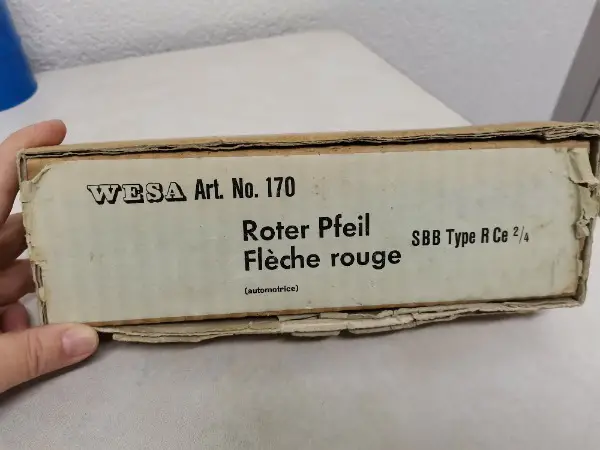 WESA Art. No. 170
Roter Pfeil
Flèche rouge
SBB Type R Ce 2/4
(automotrice)